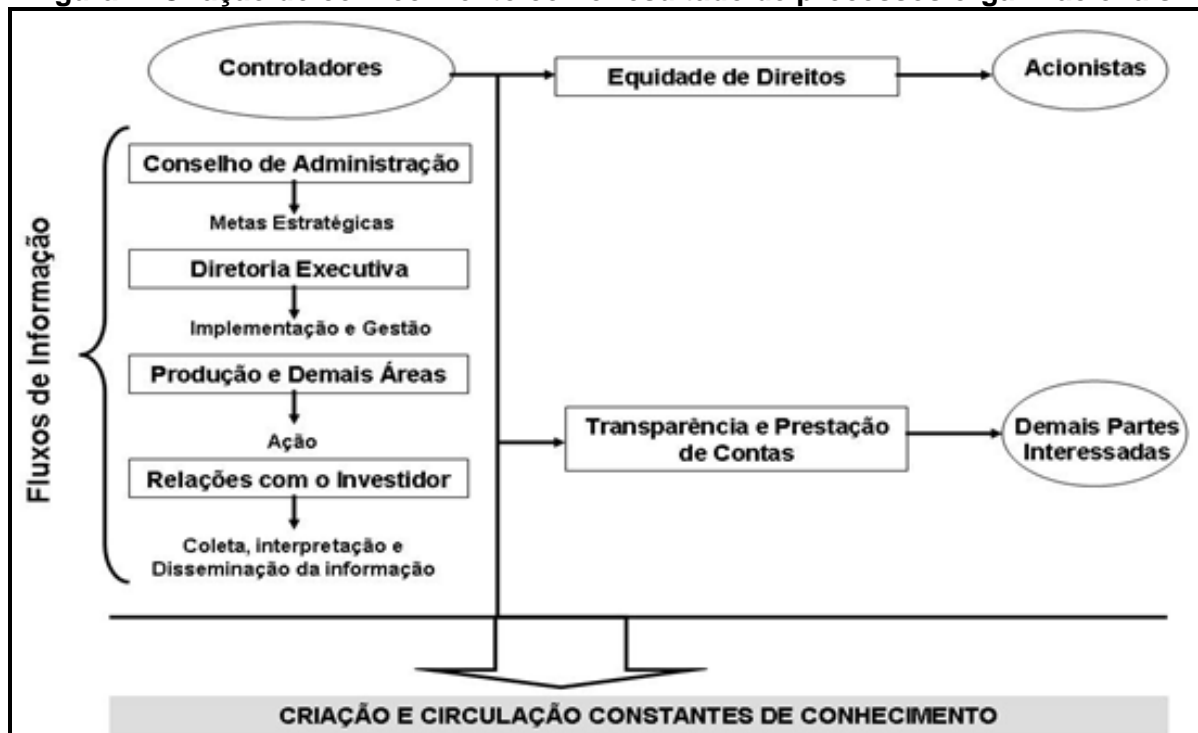 Controladores
Equidade de Direitos
Acionistas
Fluxos de Informação
Conselho de Administração
Metas Estratégicas
Diretoria Executiva
Implementação e Gestão
Produção e Demais Áreas
Ação
Relações com o Investidor
Coleta, interpretação e
Disseminação da informação
Transparência e Prestação
de Contas
Demais Partes
Interessadas
CRIAÇÃO E CIRCULAÇÃO CONSTANTES DE CONHECIMENTO